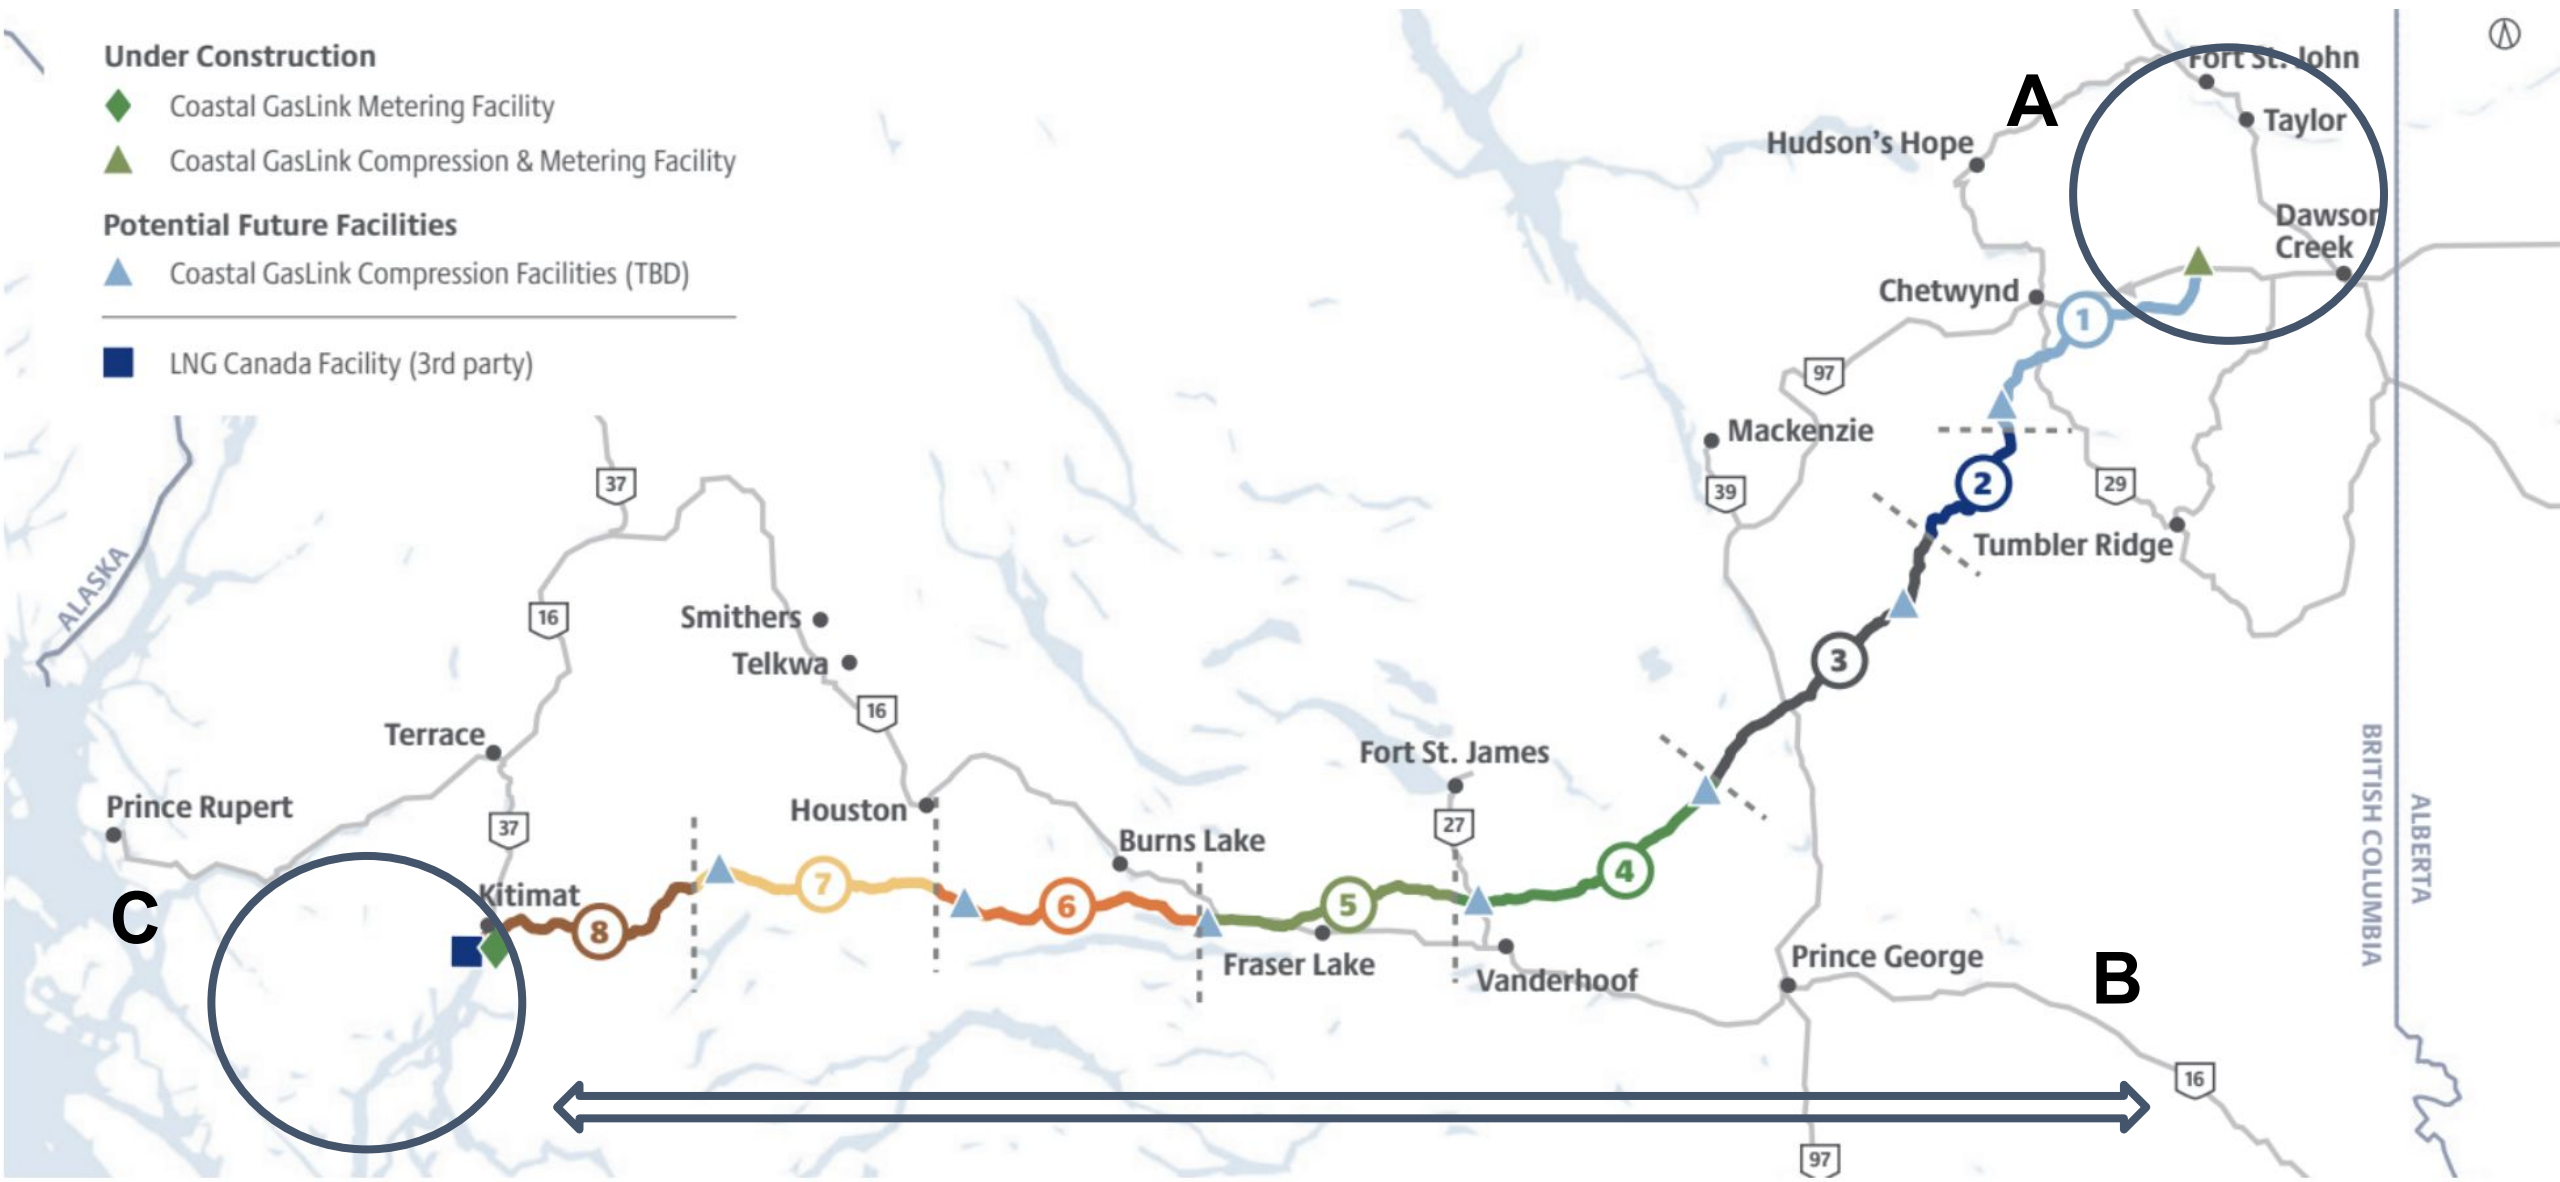 Under Construction
Coastal GasLink Metering Facility
Coastal GasLink Compression & Metering Facility
Potential Future Facilities
Coastal GasLink Compression Facilities (TBD)
LNG Canada Facility (3rd party)
A
Fort St. John
Taylor
Hudson's Hope
Dawson
Creek
Chetwynd
1
97
Mackenzie
39
2
29
Tumbler Ridge
37
ALASKA
16
Smithers
Telkwa
16
3
Terrace
Fort St. James
Prince Rupert
37
Houston
27
Burns Lake
4
BRITISH COLUMBIA
ALBERTA
C
Kitimat
8
7
6
5
Fraser Lake
Vanderhoof
Prince George
B
16
97